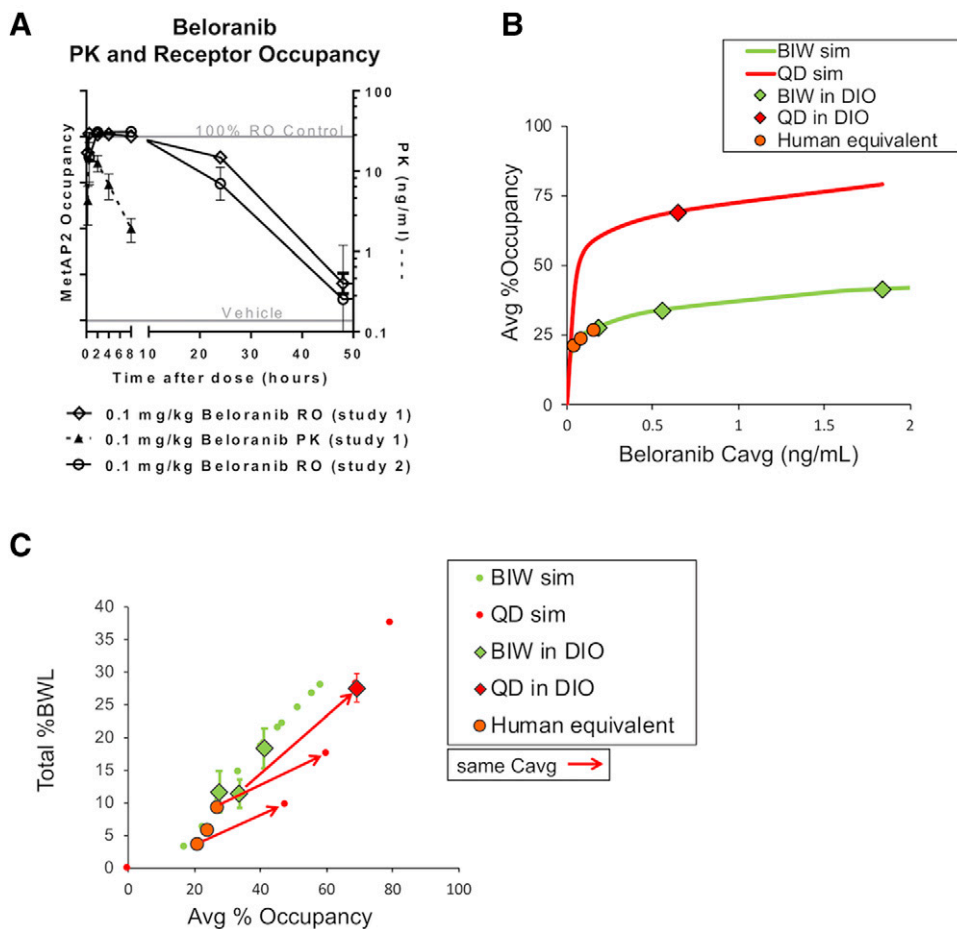 A
Beloranib
PK and Receptor Occupancy
MetAP2 Occupancy
100% RO Control
Vehicle
100
10
1
0.1
PK (ng/ml) ----
0 2 4 6 8 10 20 30 40 50
Time after dose (hours)
0.1 mg/kg Beloranib RO (study 1)
0.1 mg/kg Beloranib PK (study 1)
0.1 mg/kg Beloranib RO (study 2)
B
BIW sim
QD sim
BIW in DIO
QD in DIO
Human equivalent
Avg %Occupancy
100
75
50
25
0
0 0.5 1 1.5 2
Beloranib Cavg (ng/mL)
C
BIW sim
QD sim
BIW in DIO
QD in DIO
Human equivalent
same Cavg
Total %BWL
40
35
30
25
20
15
10
5
0
0 20 40 60 80 100
Avg % Occupancy